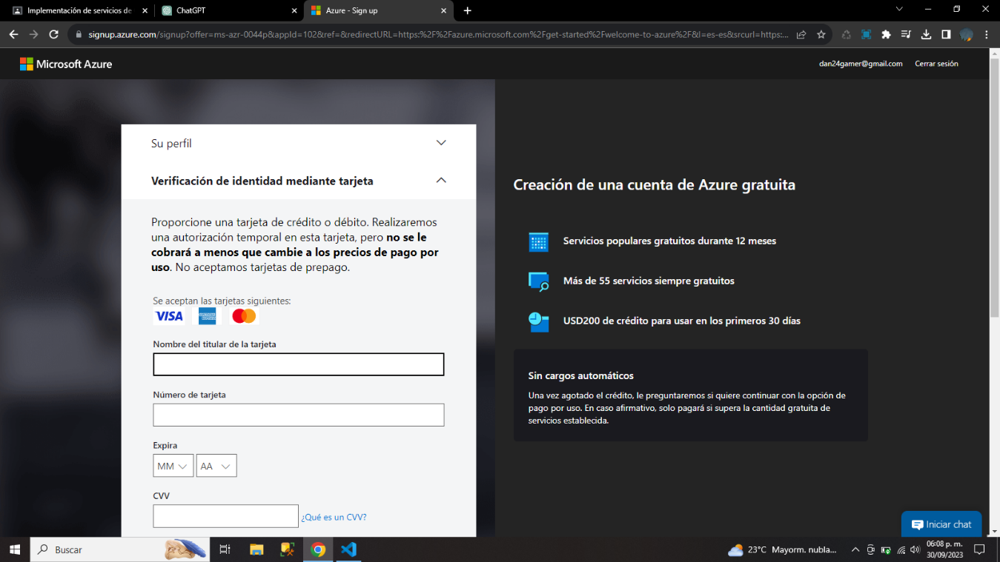 Implementación de servicios de
ChatGPT
Azure - Sign up
signup.azure.com/signup?offer=ms-azr-0044p&appId=102&ref=&redirectURL=https:%2F%2Fazure.microsoft.com%2Fget-started%2Fwelcome-to-azure%2F&l=es-es&srcurl=https:...
Microsoft Azure
dan24gamer@gmail.com
Cerrar sesión
Su perfil
Verificación de identidad mediante tarjeta
Proporcione una tarjeta de crédito o débito. Realizaremos
una autorización temporal en esta tarjeta, pero no se le
cobrará a menos que cambie a los precios de pago por
uso. No aceptamos tarjetas de prepago.
Se aceptan las tarjetas siguientes:
VISA
Nombre del titular de la tarjeta
Número de tarjeta
Expira
MM
AA
CVV
¿Qué es un CVV?
Creación de una cuenta de Azure gratuita
Servicios populares gratuitos durante 12 meses
Más de 55 servicios siempre gratuitos
USD200 de crédito para usar en los primeros 30 días
Sin cargos automáticos
Una vez agotado el crédito, le preguntaremos si quiere continuar con la opción de
pago por uso. En caso afirmativo, solo pagará si supera la cantidad gratuita de
servicios establecida.
Iniciar chat
Buscar
23°C Mayorm. nubla...
06:08 p. m.
30/09/2023